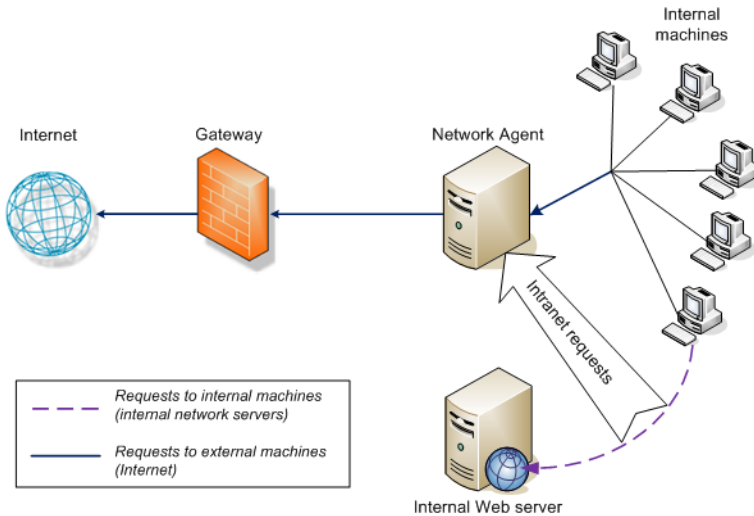 Internal
machines
Internet
Gateway
Network Agent
Intranet requests
Requests to internal machines
(internal network servers)
Requests to external machines
(Internet)
Internal Web server